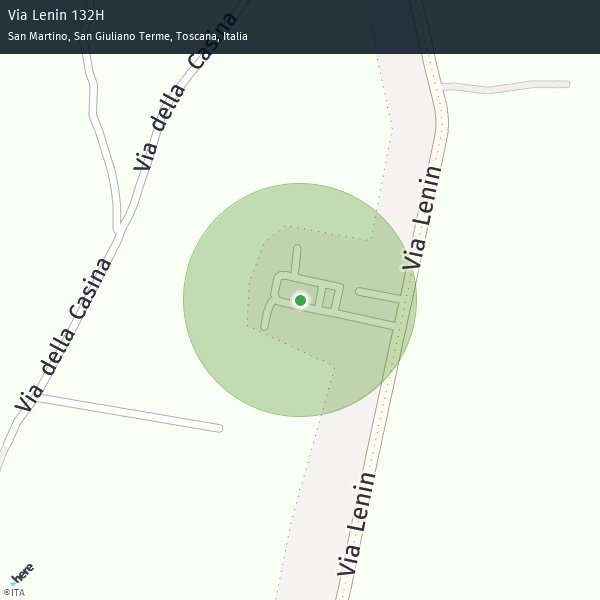 Via Lenin 132H
San Martino, San Giuliano Terme, Toscana, Italia
Via della Casina
Via Lenin
Via della Casina
Via Lenin
here
©ITA